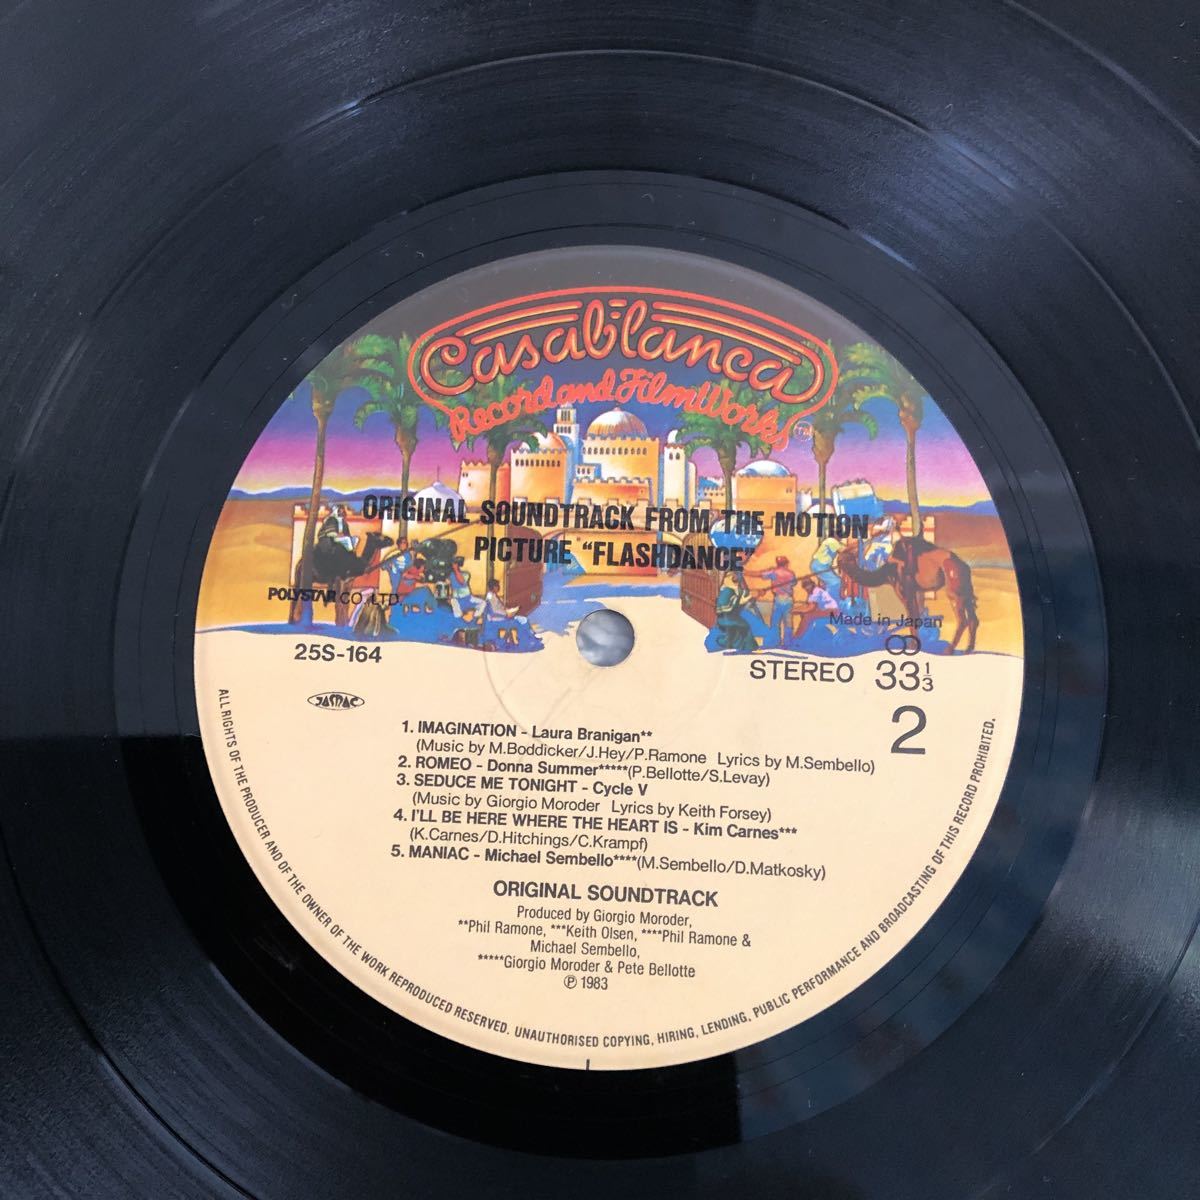 Casablanca
Record and FilmWorks TM
ORIGINAL SOUNDTRACK FROM THE MOTION
PICTURE "FLASHDANCE"
POLYSTAR CO.,LTD.
Made in Japan
25S-164
STEREO 33 1/3
JASRAC
2
1. IMAGINATION - Laura Branigan**
(Music by M.Boddicker/J.Hey/P.Ramone Lyrics by M.Sembello)
2. ROMEO - Donna Summer*****(P.Bellotte/S.Levay)
3. SEDUCE ME TONIGHT - Cycle V
(Music by Giorgio Moroder Lyrics by Keith Forsey)
4. I'LL BE HERE WHERE THE HEART IS - Kim Carnes***
(K.Carnes/D.Hitchings/C.Krampf)
5. MANIAC - Michael Sembello****(M.Sembello/D.Matkosky)
ORIGINAL SOUNDTRACK
Produced by Giorgio Moroder,
**Phil Ramone, ***Keith Olsen, ****Phil Ramone &
Michael Sembello,
*****Giorgio Moroder & Pete Bellotte
℗ 1983
ALL RIGHTS OF THE PRODUCER AND OF THE OWNER OF THE WORK REPRODUCED RESERVED. UNAUTHORISED COPYING, HIRING, LENDING, PUBLIC PERFORMANCE AND BROADCASTING OF THIS RECORD PROHIBITED.